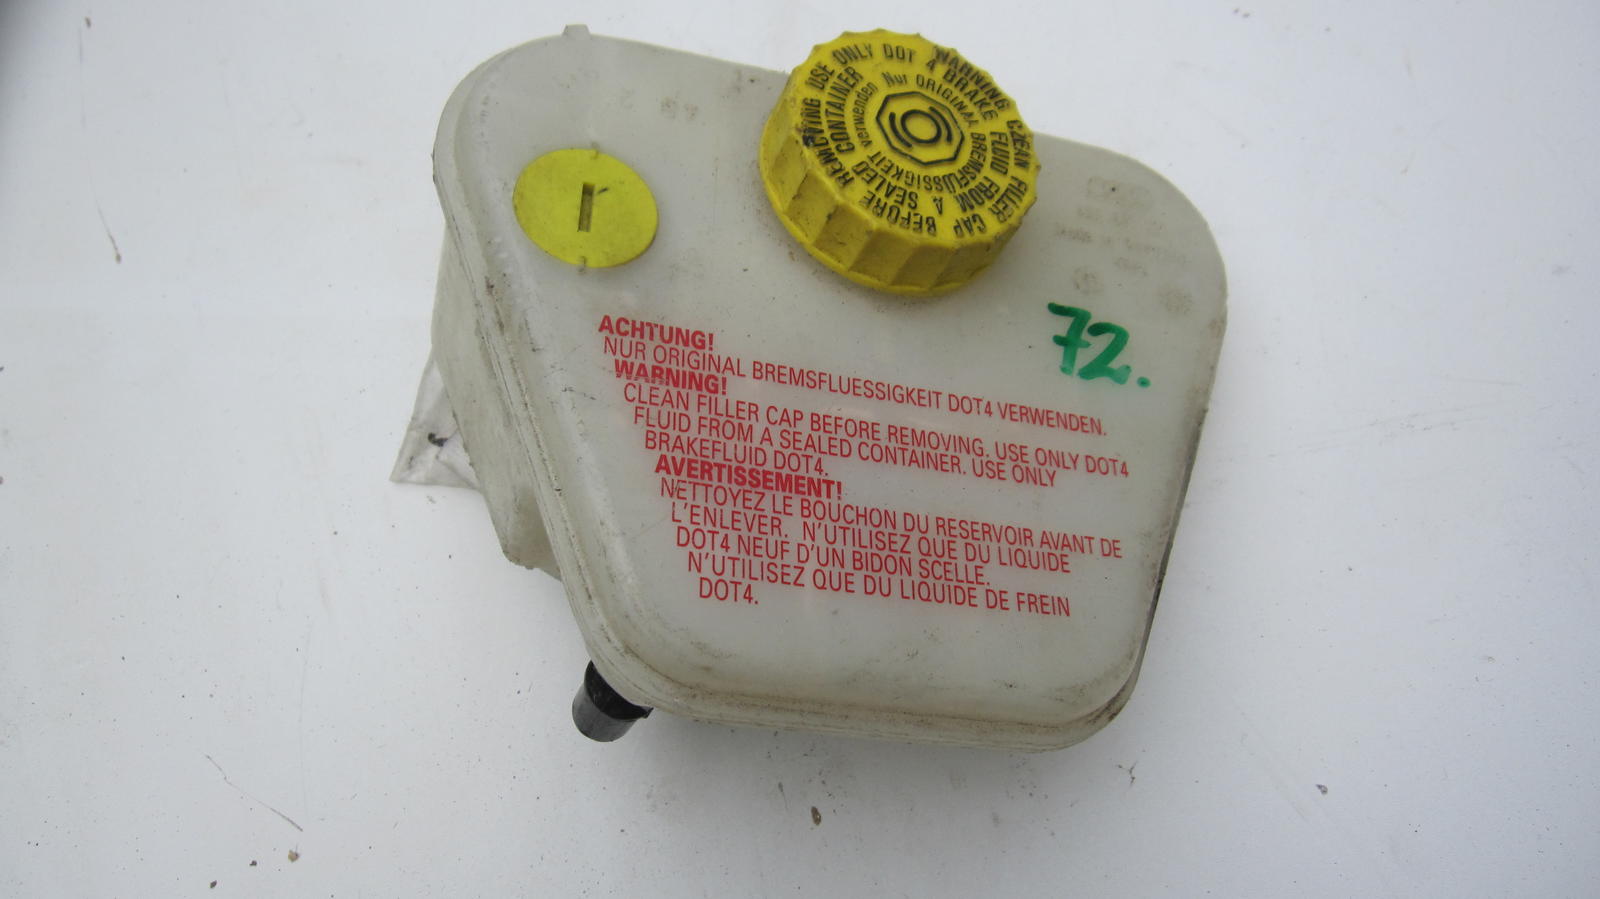 WARNING CLEAN FILLER CAP BEFORE REMOVING USE ONLY DOT 4 BRAKE FLUID FROM A SEALED CONTAINER
Nur ORIGINAL BREMSFLÜSSIGKEIT verwenden
72.
ACHTUNG!
NUR ORIGINAL BREMSFLUESSIGKEIT DOT4 VERWENDEN.
WARNING!
CLEAN FILLER CAP BEFORE REMOVING. USE ONLY DOT4
FLUID FROM A SEALED CONTAINER. USE ONLY
BRAKEFLUID DOT4.
AVERTISSEMENT!
NETTOYEZ LE BOUCHON DU RESERVOIR AVANT DE
L'ENLEVER. N'UTILISEZ QUE DU LIQUIDE
DOT4 NEUF D'UN BIDON SCELLE.
N'UTILISEZ QUE DU LIQUIDE DE FREIN
DOT4.